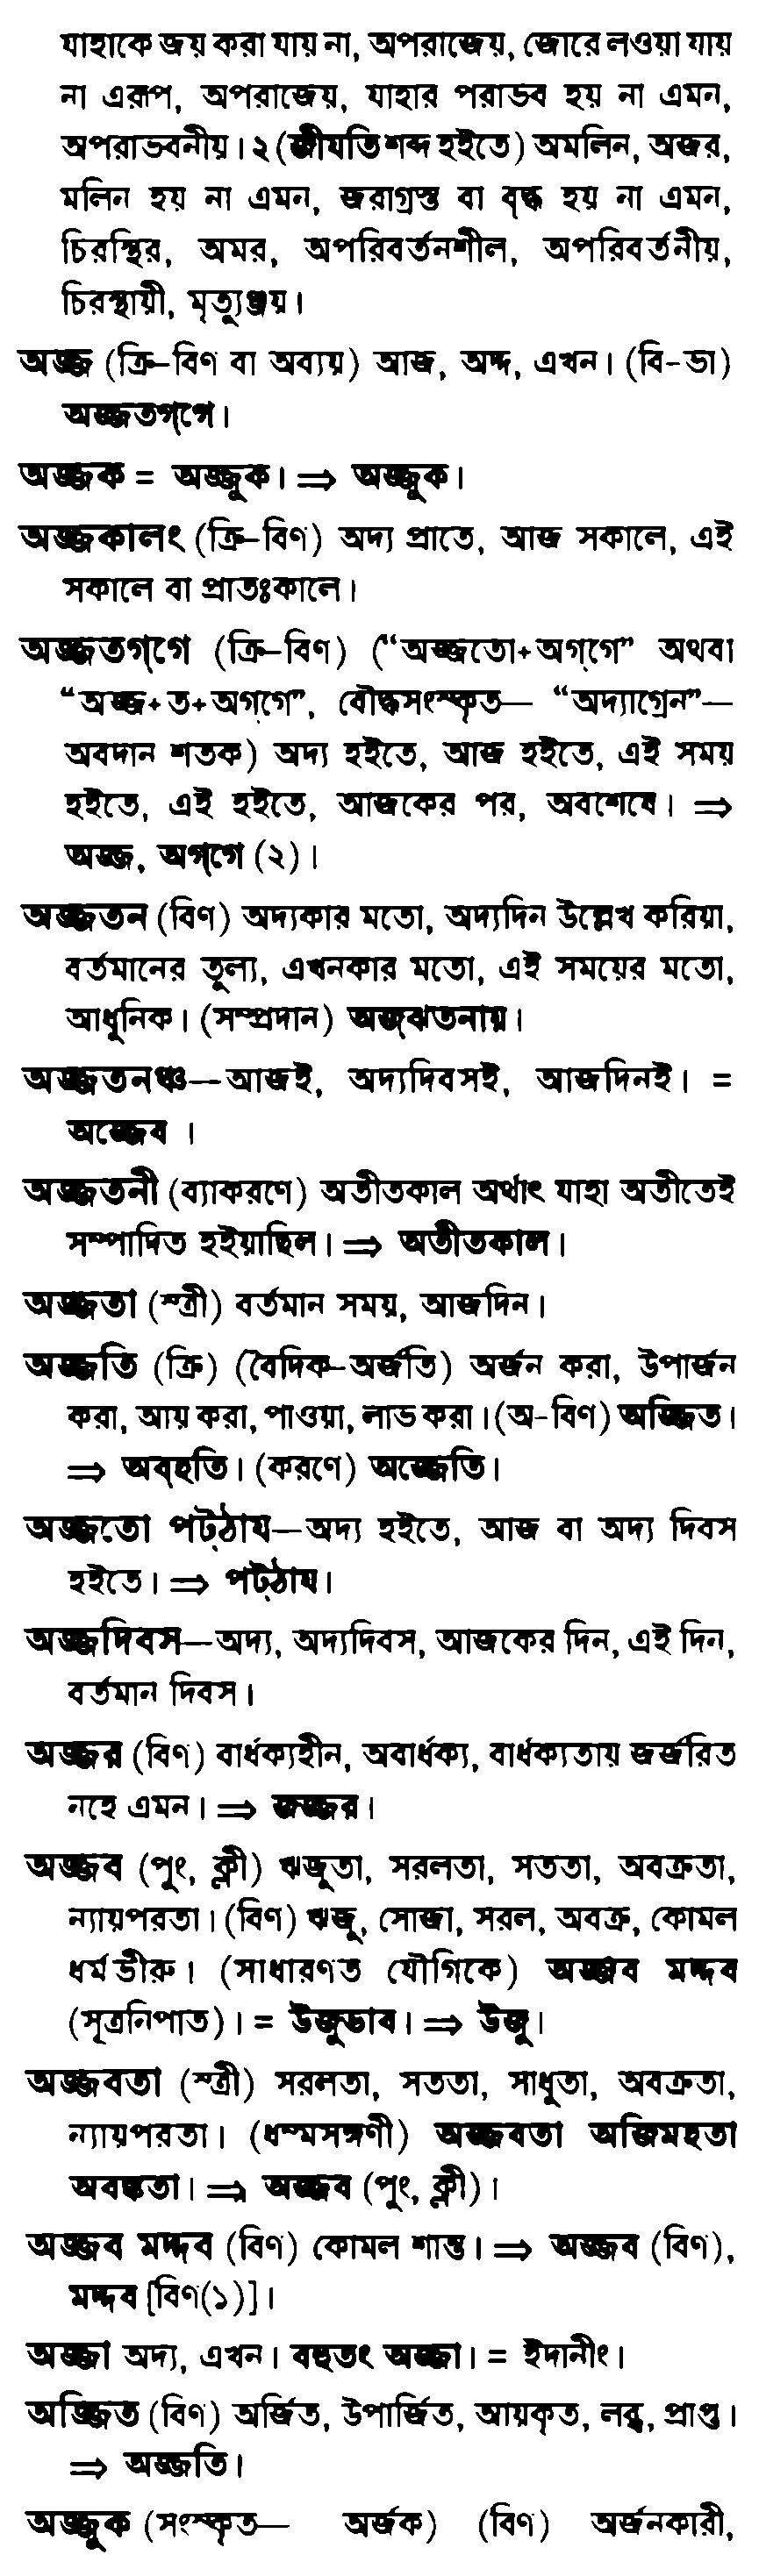 যাহাকে জয় করা যায় না, অপরাজেয়, জোরে লওয়া যায়
না এরূপ, অপরাজেয়, যাহার পরাভব হয় না এমন,
অপরাভবনীয়। ২ (জীযতি শব্দ হইতে) অমলিন, অজর,
মলিন হয় না এমন, জরাগ্রস্ত বা বৃদ্ধ হয় না এমন,
চিরস্থির, অমর, অপরিবর্তনশীল, অপরিবর্তনীয়,
চিরস্থায়ী, মৃত্যুঞ্জয়।
অজ্জ (ক্রি-বিণ বা অব্যয়) আজ, অদ্দ, এখন। (বি-ভা)
অজ্জতগ্গে।
অজ্জক = অজ্জুক। ⇒ অজ্জুক।
অজ্জকালং (ক্রি-বিণ) অদ্য প্রাতে, আজ সকালে, এই
সকালে বা প্রাতঃকালে।
অজ্জতগ্গে (ক্রি-বিণ) (“অজ্জতো+অগ্গে” অথবা
“অজ্জ+ত+অগ্গে”, বৌদ্ধসংস্কৃত— “অদ্যাগ্রেন”—
অবদান শতক) অদ্য হইতে, আজ হইতে, এই সময়
হইতে, এই হইতে, আজকের পর, অবশেষে। ⇒
অজ্জ, অগ্গে (২)।
অজ্জতন (বিণ) অদ্যকার মতো, অদ্যদিন উল্লেখ করিয়া,
বর্তমানের তুল্য, এখনকার মতো, এই সময়ের মতো,
আধুনিক। (সম্প্রদান) অজ্ঝতনায়।
অজ্জতনঞ্চ—আজই, অদ্যদিবসই, আজদিনই। =
অজ্জেব ।
অজ্জতনী (ব্যাকরণে) অতীতকাল অর্থাৎ যাহা অতীতেই
সম্পাদিত হইয়াছিল। ⇒ অতীতকাল।
অজ্জতা (স্ত্রী) বর্তমান সময়, আজদিন।
অজ্জতি (ক্রি) (বৈদিক–অর্জতি) অর্জন করা, উপার্জন
করা, আয় করা, পাওয়া, লাভ করা। (অ-বিণ) অজ্জিত।
⇒ অব্হতি। (করণে) অজ্জেতি।
অজ্জতো পট্ঠায—অদ্য হইতে, আজ বা অদ্য দিবস
হইতে। ⇒ পট্ঠায।
অজ্জদিবস—অদ্য, অদ্যদিবস, আজকের দিন, এই দিন,
বর্তমান দিবস।
অজ্জর (বিণ) বার্ধক্যহীন, অবার্ধক্য, বার্ধক্যতায় জর্জরিত
নহে এমন। ⇒ জজ্জর।
অজ্জব (পুং, ক্লী) ঋজুতা, সরলতা, সততা, অবক্রতা,
ন্যায়পরতা। (বিণ) ঋজু, সোজা, সরল, অবক্র, কোমল
ধর্মভীরু। (সাধারণত যৌগিকে) অজ্জব মদ্দব
(সূত্রনিপাত)। = উজুভাব। ⇒ উজু।
অজ্জবতা (স্ত্রী) সরলতা, সততা, সাধুতা, অবক্রতা,
ন্যায়পরতা। (ধম্মসঙ্গণী) অজ্জবতা অজিমহতা
অবঙ্কতা। ⇒ অজ্জব (পুং, ক্লী)।
অজ্জব মদ্দব (বিণ) কোমল শান্ত। ⇒ অজ্জব (বিণ),
মদ্দব [বিণ(১)]।
অজ্জা অদ্য, এখন। বহুতং অজ্জা। = ইদানীং।
অজ্জিত (বিণ) অর্জিত, উপার্জিত, আয়কৃত, লব্ধ, প্রাপ্ত।
⇒ অজ্জতি।
অজ্জুক (সংস্কৃত— অর্জক) (বিণ) অর্জনকারী,